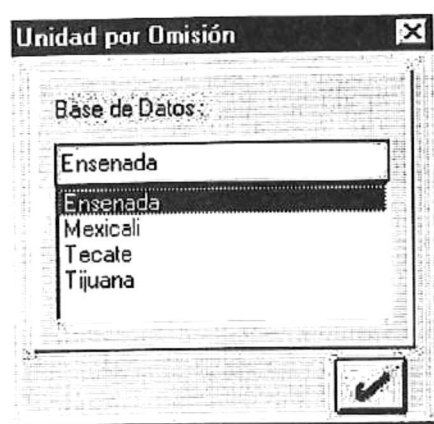 Unidad por Omisión
Base de Datos:
Ensenada
Ensenada
Mexicali
Tecate
Tijuana